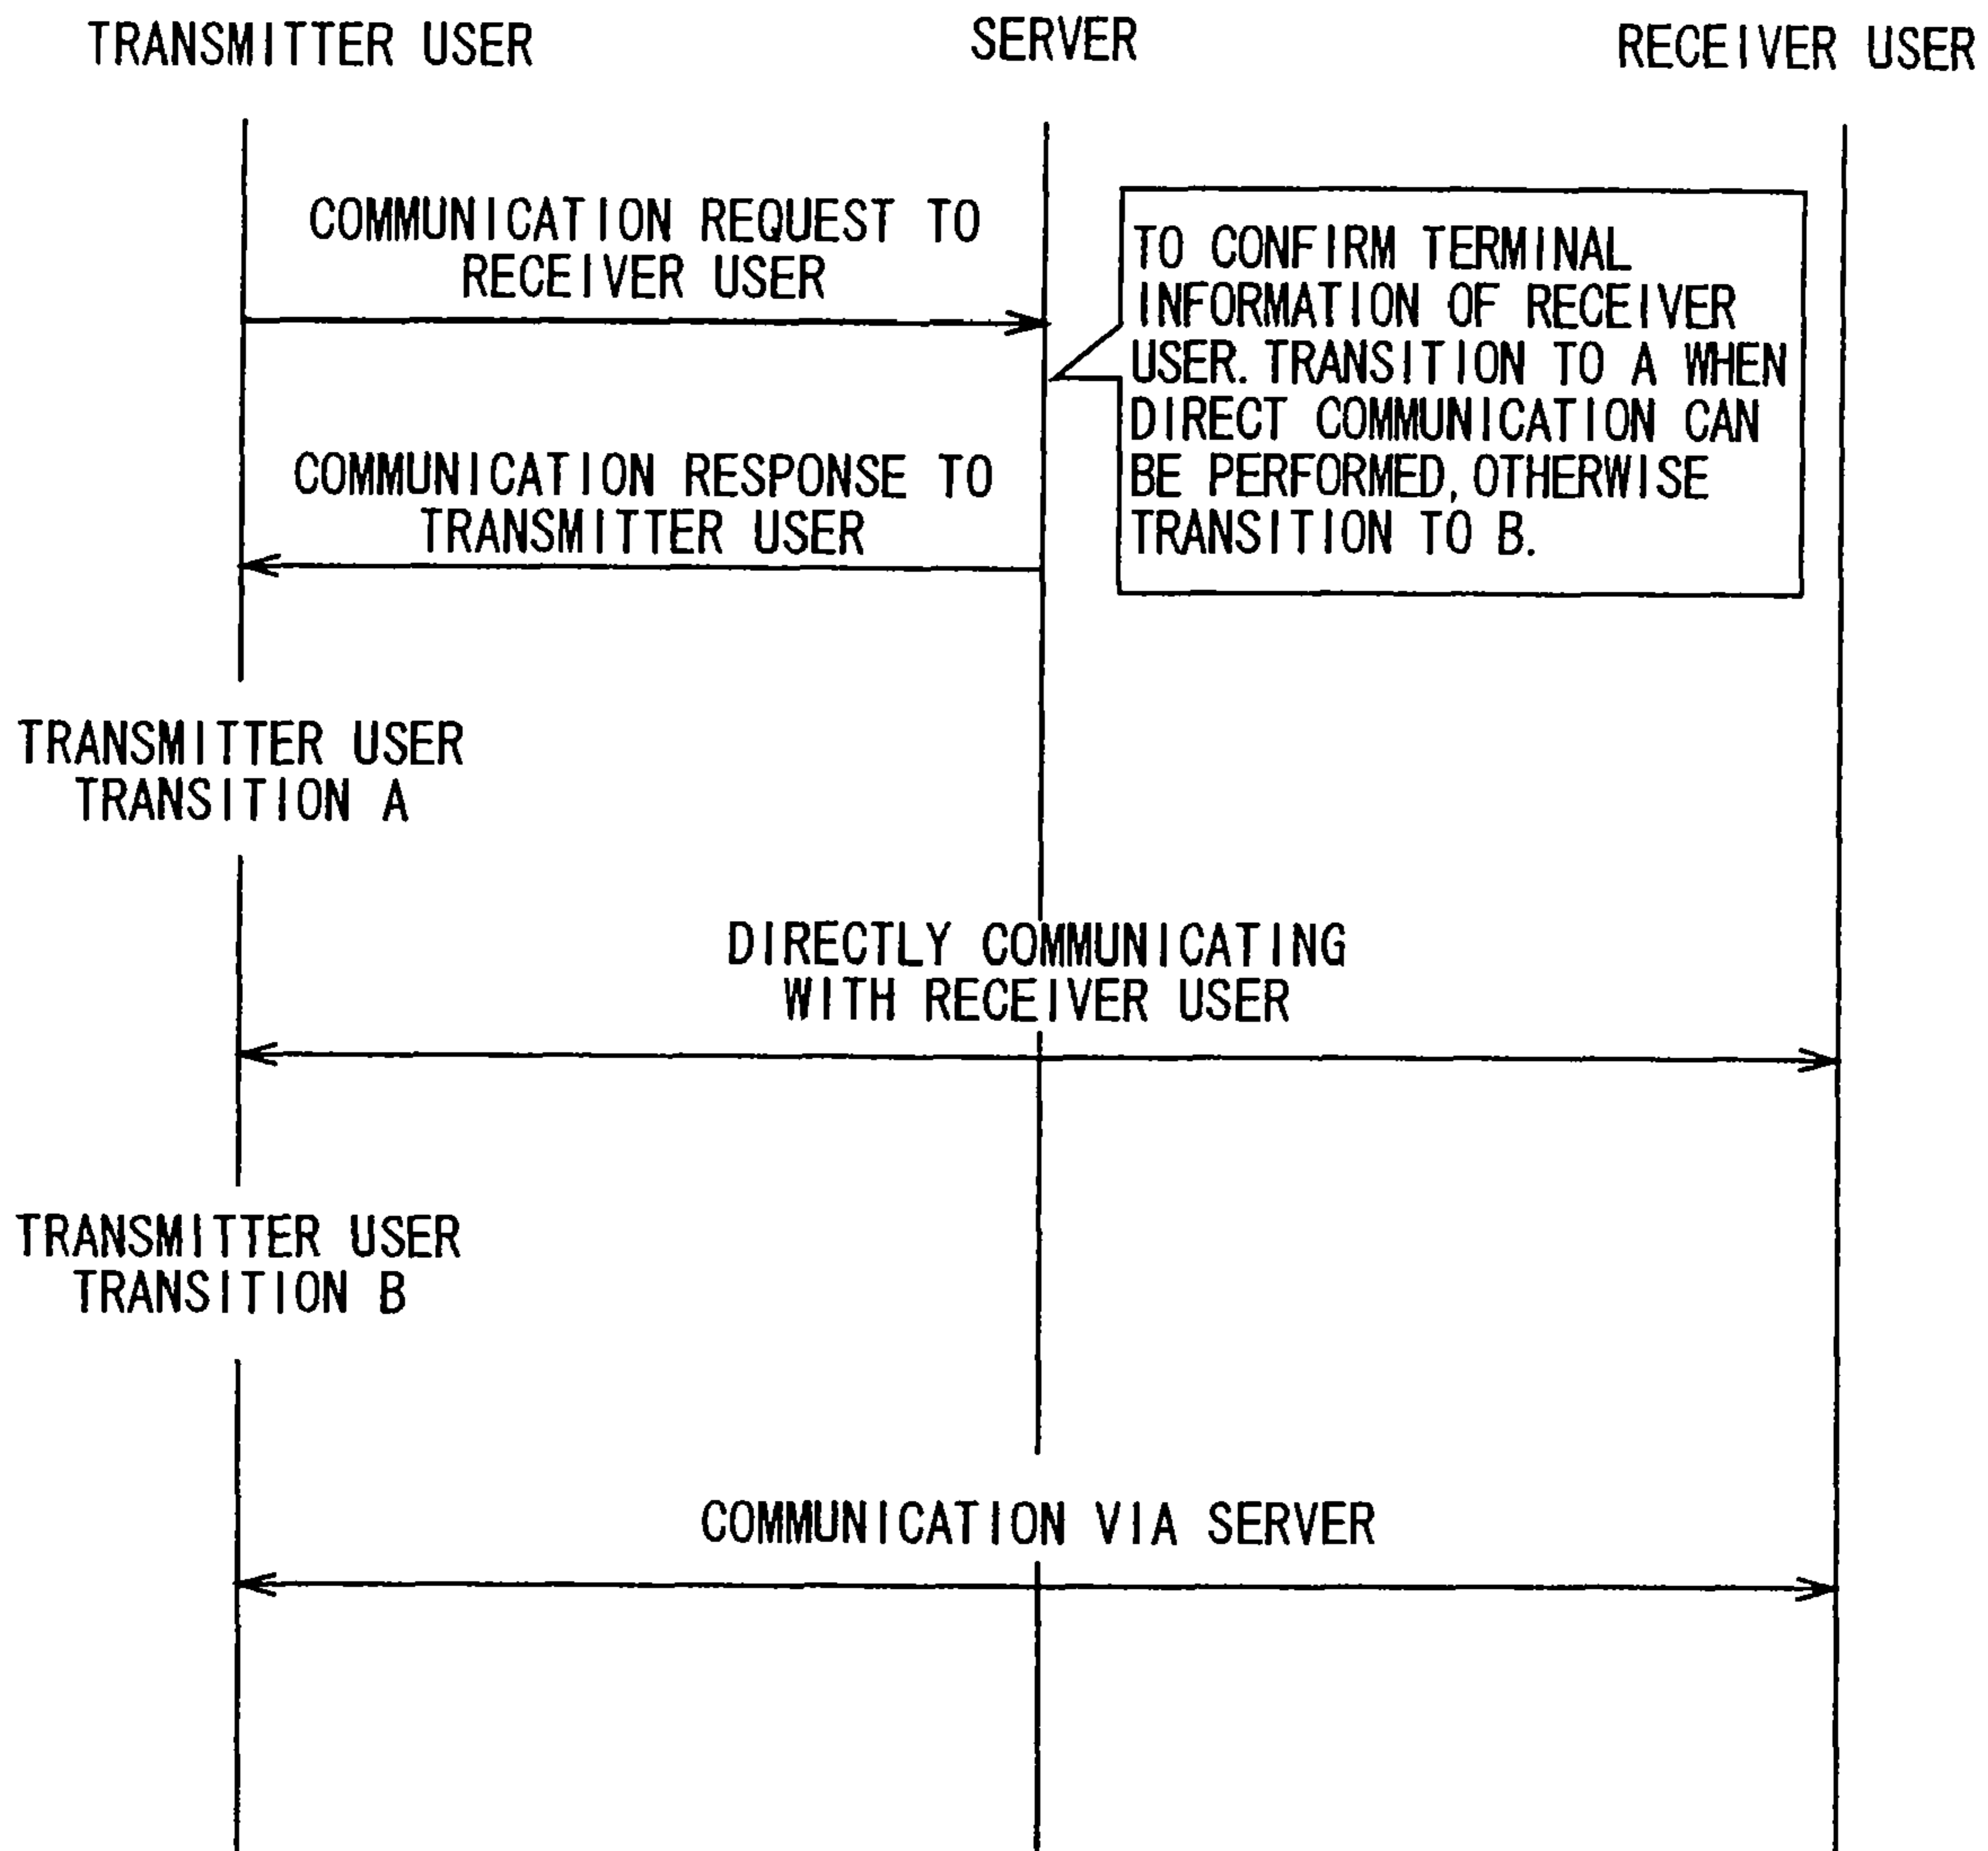 TRANSMITTER USER
SERVER
RECEIVER USER
COMMUNICATION REQUEST TO
RECEIVER USER
TO CONFIRM TERMINAL
INFORMATION OF RECEIVER
USER. TRANSITION TO A WHEN
DIRECT COMMUNICATION CAN
BE PERFORMED, OTHERWISE
TRANSITION TO B.
COMMUNICATION RESPONSE TO
TRANSMITTER USER
TRANSMITTER USER
TRANSITION A
DIRECTLY COMMUNICATING
WITH RECEIVER USER
TRANSMITTER USER
TRANSITION B
COMMUNICATION VIA SERVER